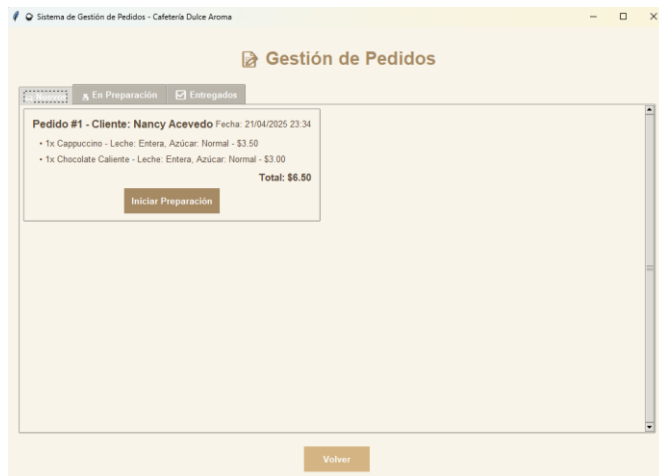 Sistema de Gestión de Pedidos - Cafetería Dulce Aroma
Gestión de Pedidos
En Preparación
Entregados
Pedido #1 - Cliente: Nancy Acevedo Fecha: 21/04/2025 23:34
• 1x Cappuccino - Leche: Entera, Azúcar: Normal - $3.50
• 1x Chocolate Caliente - Leche: Entera, Azúcar: Normal - $3.00
Total: $6.50
Iniciar Preparación
Volver